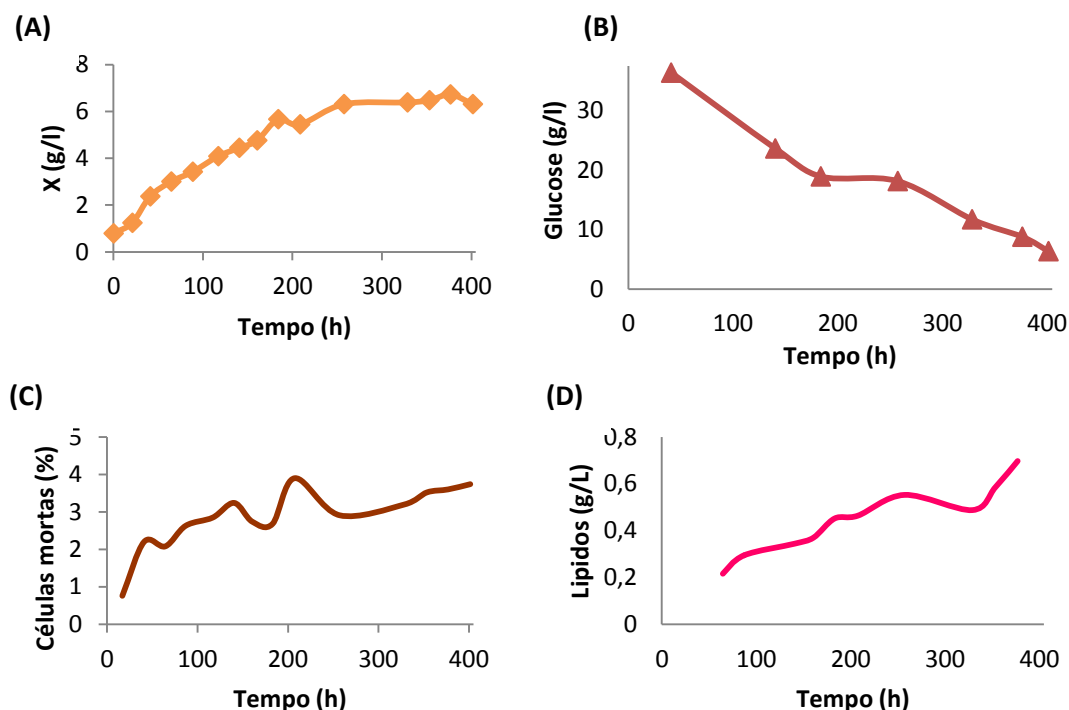 (A)
8
6
4
2
0
X (g/l)
0 100 200 300 400
Tempo (h)
(B)
30
20
10
0
Glucose (g/l)
0 100 200 300 400
Tempo (h)
(C)
5
4
3
2
1
0
Células mortas (%)
0 100 200 300 400
Tempo (h)
(D)
0,8
0,6
0,4
0,2
0
Lipidos (g/L)
0 100 200 300 400
Tempo (h)